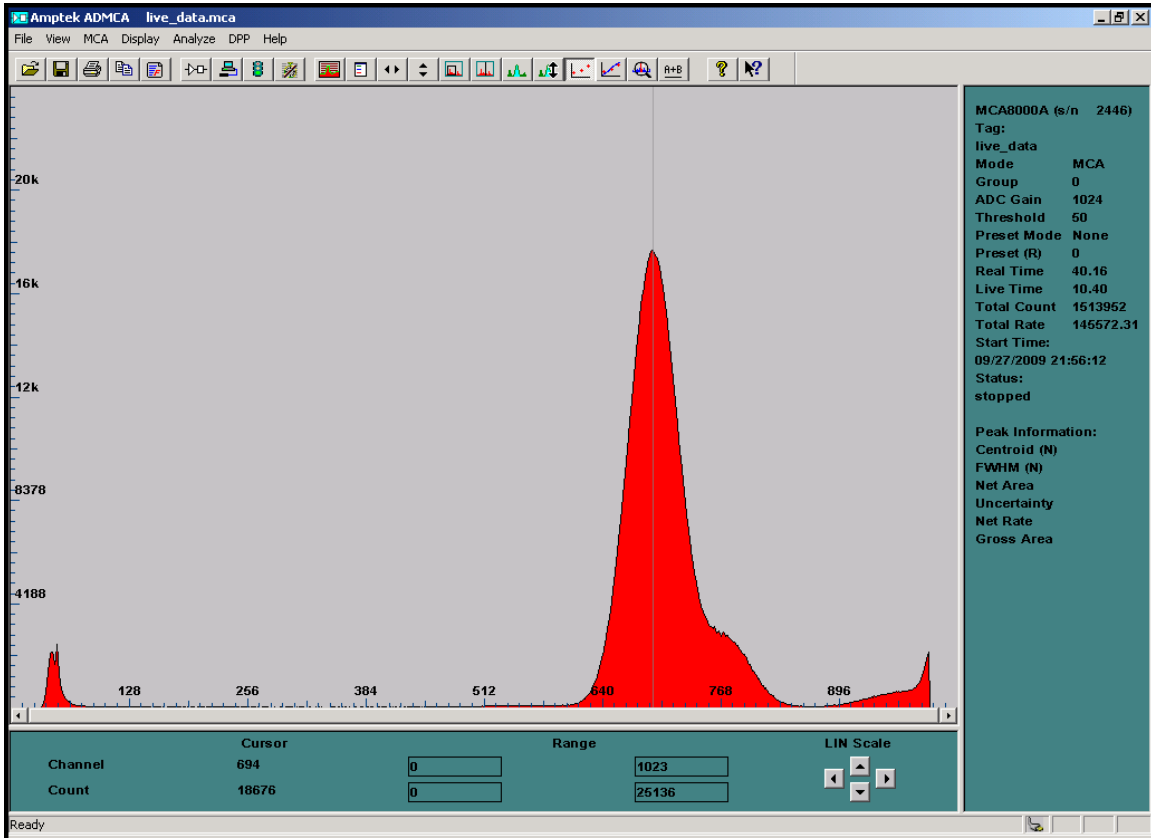 Amptek ADMCA live_data.mca
File View MCA Display Analyze DPP Help
A+B
20k
16k
12k
8378
4188
128 256 384 512 640 768 896
MCA8000A (s/n 2446)
Tag:
live_data
Mode MCA
Group 0
ADC Gain 1024
Threshold 50
Preset Mode None
Preset (R) 0
Real Time 40.16
Live Time 10.40
Total Count 1513952
Total Rate 145572.31
Start Time:
09/27/2009 21:56:12
Status:
stopped
Peak Information:
Centroid (N)
FWHM (N)
Net Area
Uncertainty
Net Rate
Gross Area
Cursor Range LIN Scale
Channel 694 0 1023
Count 18676 0 25136
Ready